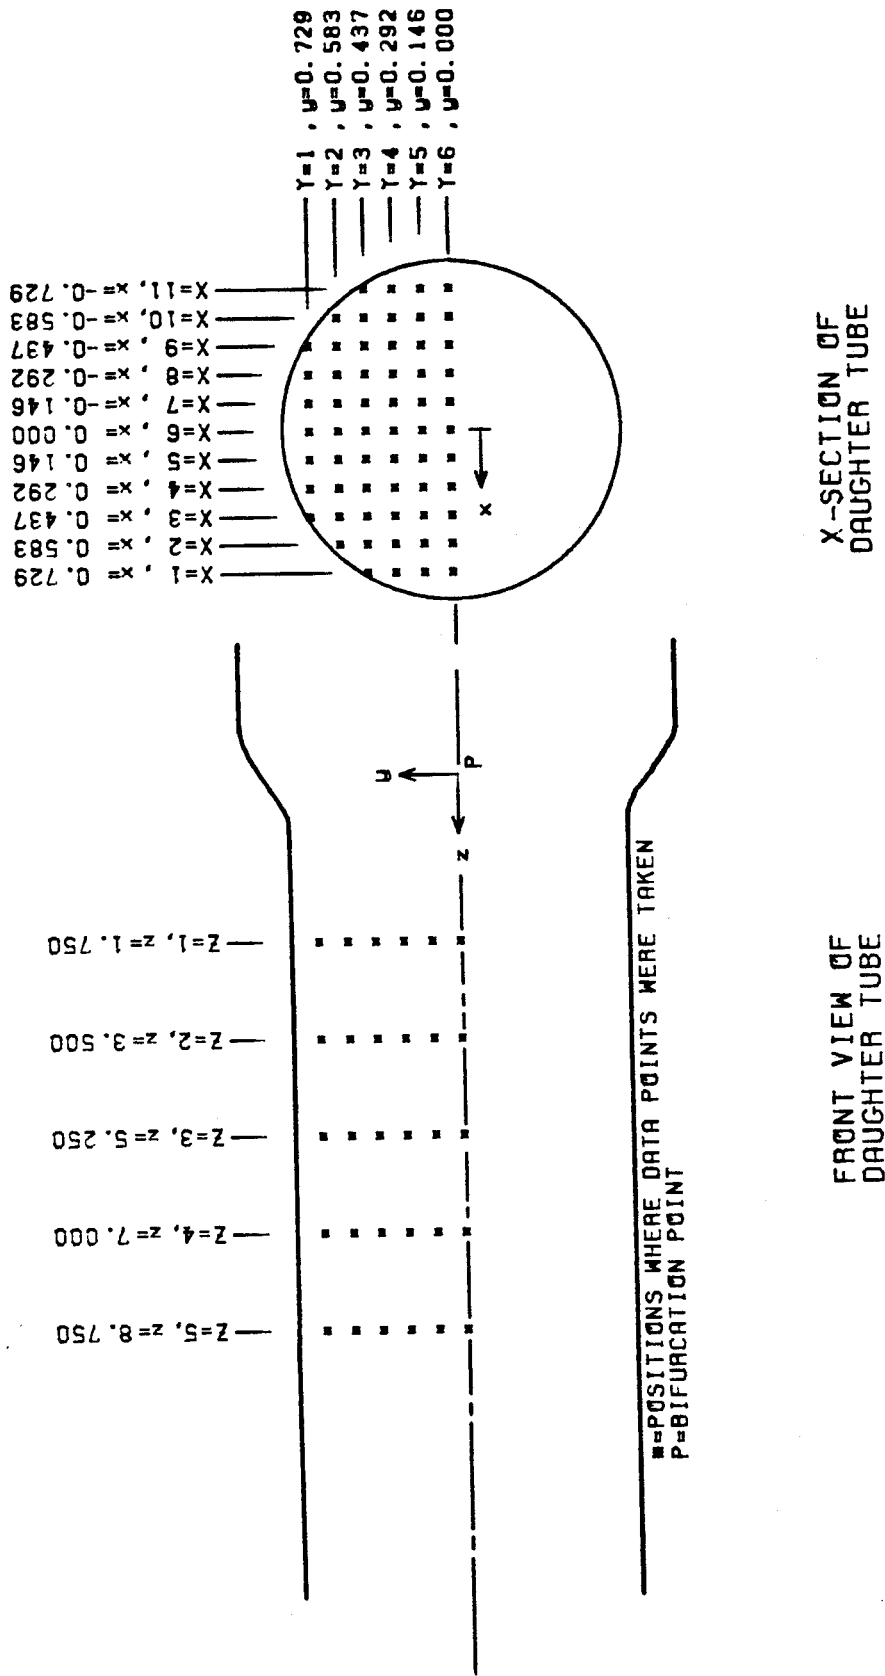 X=11, x=-0.729
X=10, x=-0.583
X=9 , x=-0.437
X=8 , x=-0.292
X=7 , x=-0.146
X=6 , x= 0.000
X=5 , x= 0.146
X=4 , x= 0.292
X=3 , x= 0.437
X=2 , x= 0.583
X=1 , x= 0.729
Y=1 , y=0.729
Y=2 , y=0.583
Y=3 , y=0.437
Y=4 , y=0.292
Y=5 , y=0.146
Y=6 , y=0.000
x
X-SECTION OF
DAUGHTER TUBE
y
P
z
Z=1, z=1.750
Z=2, z=3.500
Z=3, z=5.250
Z=4, z=7.000
Z=5, z=8.750
*=POSITIONS WHERE DATA POINTS WERE TAKEN
P=BIFURCATION POINT
FRONT VIEW OF
DAUGHTER TUBE